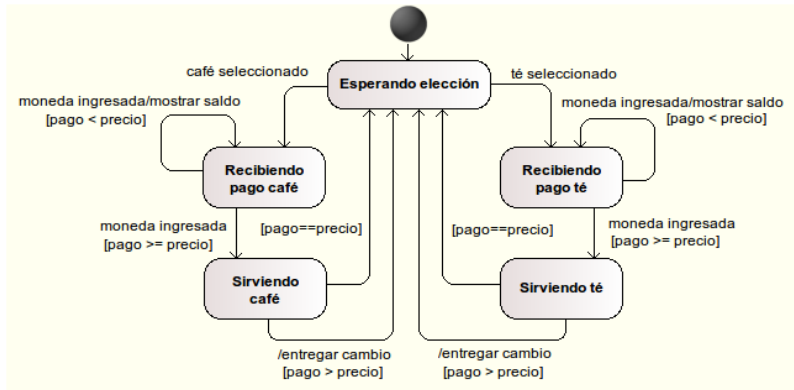 café seleccionado
Esperando elección
té seleccionado
moneda ingresada/mostrar saldo
[pago < precio]
moneda ingresada/mostrar saldo
[pago < precio]
Recibiendo
pago café
Recibiendo
pago té
moneda ingresada
[pago >= precio]
[pago==precio]
[pago==precio]
moneda ingresada
[pago >= precio]
Sirviendo
café
Sirviendo té
/entregar cambio
[pago > precio]
/entregar cambio
[pago > precio]